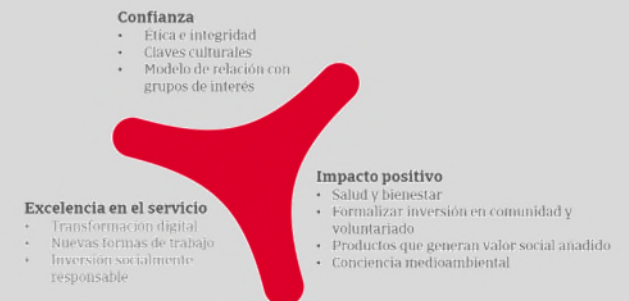 Confianza
• Ética e integridad
• Claves culturales
• Modelo de relación con
grupos de interés
Impacto positivo
• Salud y bienestar
• Formalizar inversión en comunidad y
voluntariado
• Productos que generan valor social añadido
• Conciencia medioambiental
Excelencia en el servicio
• Transformación digital
• Nuevas formas de trabajo
• Inversión socialmente
responsable